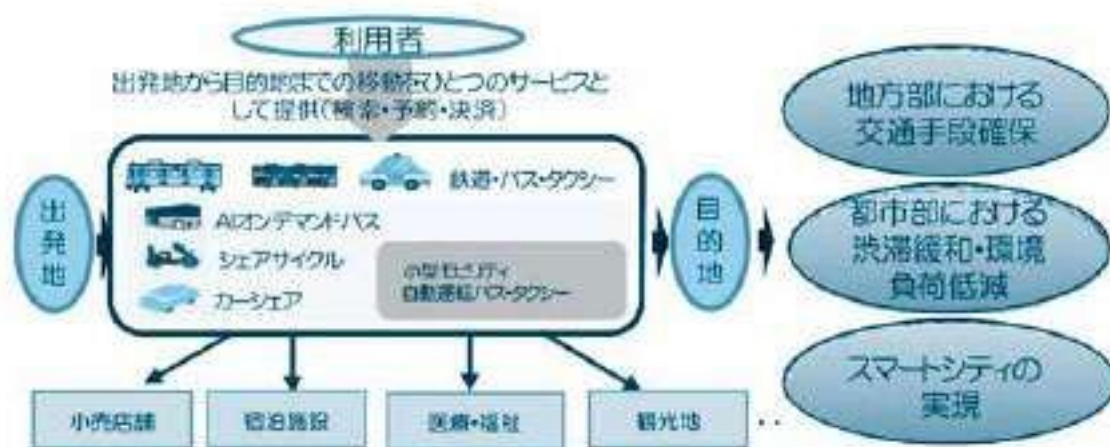 利用者
出発地から目的地までの移動をひとつのサービスと
して提供(検索・予約・決済)
出発地
鉄道・バス・タクシー
AIオンデマンドバス
シェアサイクル
カーシェア
小型モビリティ
自動運転バス・タクシー
目的地
地方部における
交通手段確保
都市部における
渋滞緩和・環境
負荷低減
スマートシティの
実現
小売店舗
宿泊施設
医療・福祉
観光地
・・